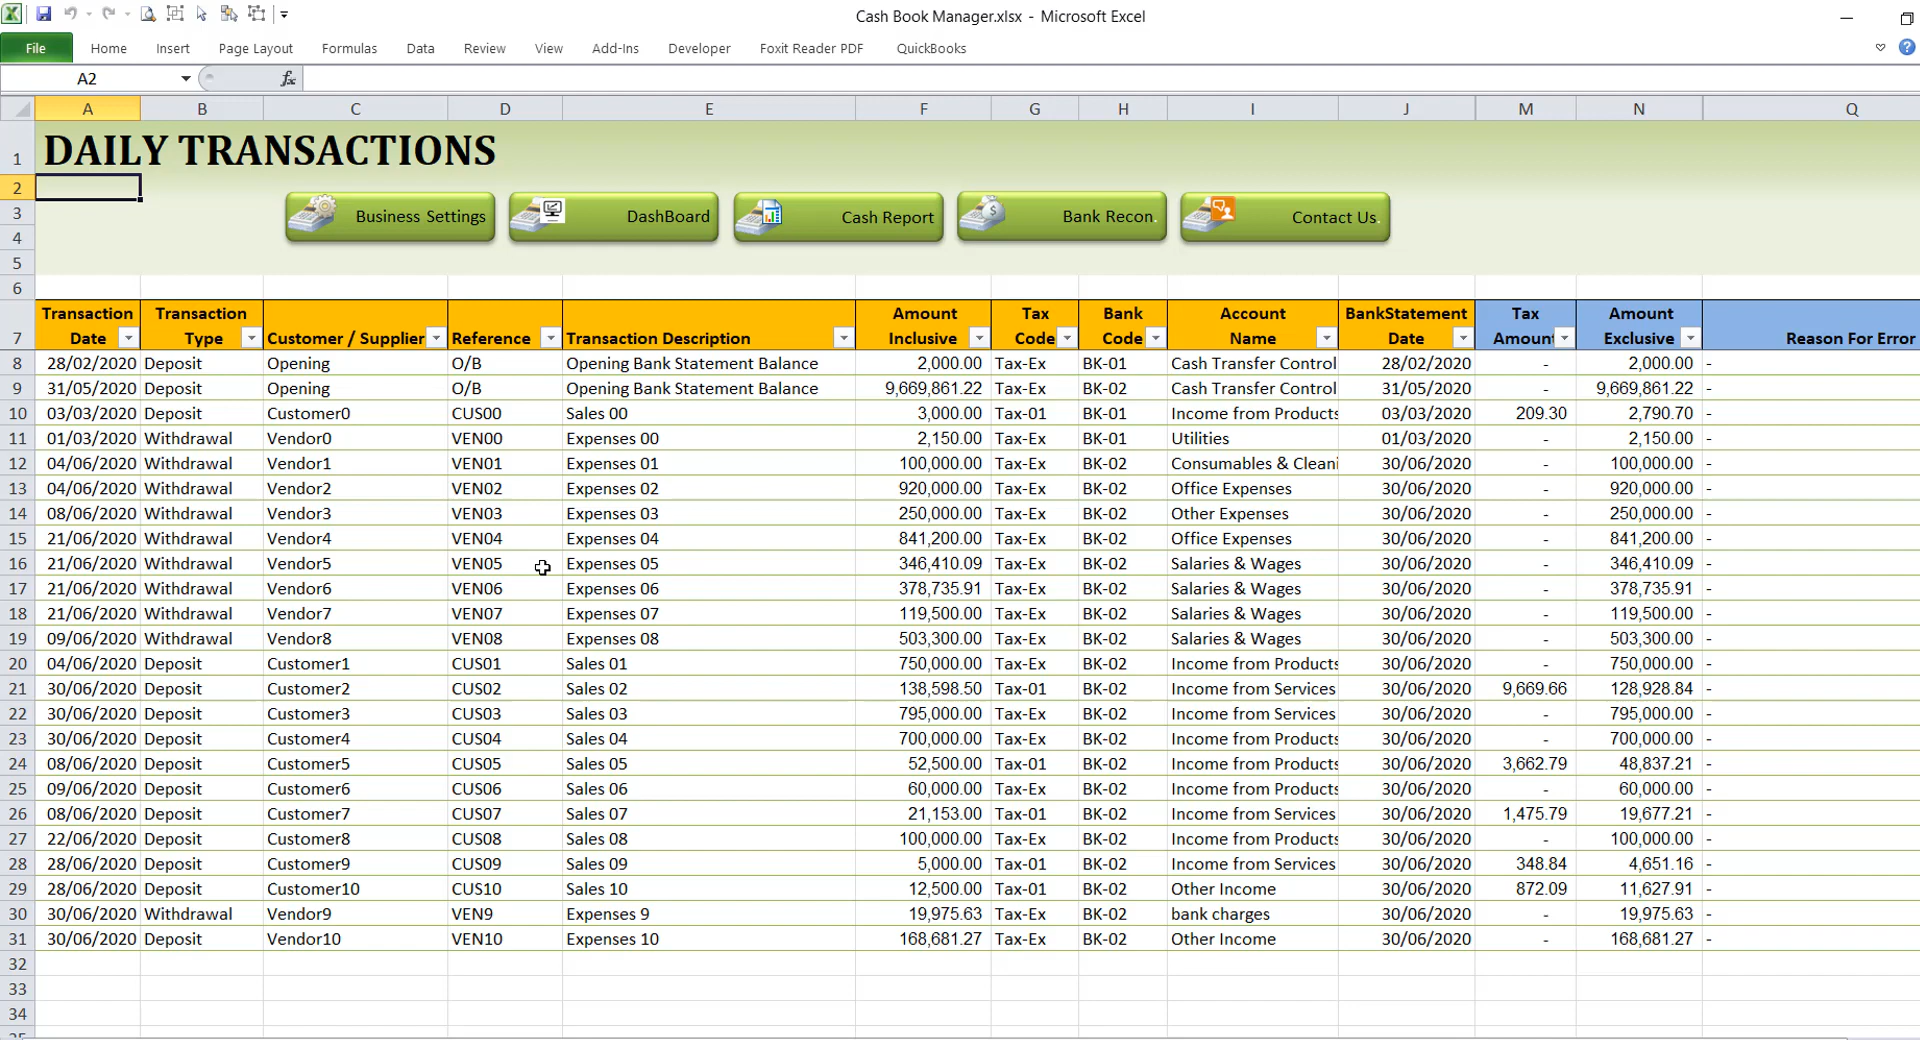 Cash Book Manager.xlsx - Microsoft Excel
File Home Insert Page Layout Formulas Data Review View Add-Ins Developer Foxit Reader PDF QuickBooks
A2 fx
A B C D E F G H I J M N Q
1 DAILY TRANSACTIONS
2
3 Business Settings DashBoard Cash Report Bank Recon. Contact Us.
4
5
6
Transaction Transaction Amount Tax Bank Account BankStatement Tax Amount
7 Date Type Customer / Supplier Reference Transaction Description Inclusive Code Code Name Date Amount Exclusive Reason For Error
8 28/02/2020 Deposit Opening O/B Opening Bank Statement Balance 2,000.00 Tax-Ex BK-01 Cash Transfer Control 28/02/2020 - 2,000.00 -
9 31/05/2020 Deposit Opening O/B Opening Bank Statement Balance 9,669,861.22 Tax-Ex BK-02 Cash Transfer Control 31/05/2020 - 9,669,861.22 -
10 03/03/2020 Deposit Customer0 CUS00 Sales 00 3,000.00 Tax-01 BK-01 Income from Products 03/03/2020 209.30 2,790.70 -
11 01/03/2020 Withdrawal Vendor0 VEN00 Expenses 00 2,150.00 Tax-Ex BK-01 Utilities 01/03/2020 - 2,150.00 -
12 04/06/2020 Withdrawal Vendor1 VEN01 Expenses 01 100,000.00 Tax-Ex BK-02 Consumables & Cleani 30/06/2020 - 100,000.00 -
13 04/06/2020 Withdrawal Vendor2 VEN02 Expenses 02 920,000.00 Tax-Ex BK-02 Office Expenses 30/06/2020 - 920,000.00 -
14 08/06/2020 Withdrawal Vendor3 VEN03 Expenses 03 250,000.00 Tax-Ex BK-02 Other Expenses 30/06/2020 - 250,000.00 -
15 21/06/2020 Withdrawal Vendor4 VEN04 Expenses 04 841,200.00 Tax-Ex BK-02 Office Expenses 30/06/2020 - 841,200.00 -
16 21/06/2020 Withdrawal Vendor5 VEN05 Expenses 05 346,410.09 Tax-Ex BK-02 Salaries & Wages 30/06/2020 - 346,410.09 -
17 21/06/2020 Withdrawal Vendor6 VEN06 Expenses 06 378,735.91 Tax-Ex BK-02 Salaries & Wages 30/06/2020 - 378,735.91 -
18 21/06/2020 Withdrawal Vendor7 VEN07 Expenses 07 119,500.00 Tax-Ex BK-02 Salaries & Wages 30/06/2020 - 119,500.00 -
19 09/06/2020 Withdrawal Vendor8 VEN08 Expenses 08 503,300.00 Tax-Ex BK-02 Salaries & Wages 30/06/2020 - 503,300.00 -
20 04/06/2020 Deposit Customer1 CUS01 Sales 01 750,000.00 Tax-Ex BK-02 Income from Products 30/06/2020 - 750,000.00 -
21 30/06/2020 Deposit Customer2 CUS02 Sales 02 138,598.50 Tax-01 BK-02 Income from Services 30/06/2020 9,669.66 128,928.84 -
22 30/06/2020 Deposit Customer3 CUS03 Sales 03 795,000.00 Tax-Ex BK-02 Income from Services 30/06/2020 - 795,000.00 -
23 30/06/2020 Deposit Customer4 CUS04 Sales 04 700,000.00 Tax-Ex BK-02 Income from Products 30/06/2020 - 700,000.00 -
24 08/06/2020 Deposit Customer5 CUS05 Sales 05 52,500.00 Tax-01 BK-02 Income from Products 30/06/2020 3,662.79 48,837.21 -
25 09/06/2020 Deposit Customer6 CUS06 Sales 06 60,000.00 Tax-Ex BK-02 Income from Products 30/06/2020 - 60,000.00 -
26 08/06/2020 Deposit Customer7 CUS07 Sales 07 21,153.00 Tax-01 BK-02 Income from Services 30/06/2020 1,475.79 19,677.21 -
27 22/06/2020 Deposit Customer8 CUS08 Sales 08 100,000.00 Tax-Ex BK-02 Income from Products 30/06/2020 - 100,000.00 -
28 28/06/2020 Deposit Customer9 CUS09 Sales 09 5,000.00 Tax-01 BK-02 Income from Services 30/06/2020 348.84 4,651.16 -
29 28/06/2020 Deposit Customer10 CUS10 Sales 10 12,500.00 Tax-01 BK-02 Other Income 30/06/2020 872.09 11,627.91 -
30 30/06/2020 Withdrawal Vendor9 VEN9 Expenses 9 19,975.63 Tax-Ex BK-02 bank charges 30/06/2020 - 19,975.63 -
31 30/06/2020 Deposit Vendor10 VEN10 Expenses 10 168,681.27 Tax-Ex BK-02 Other Income 30/06/2020 - 168,681.27 -
32
33
34